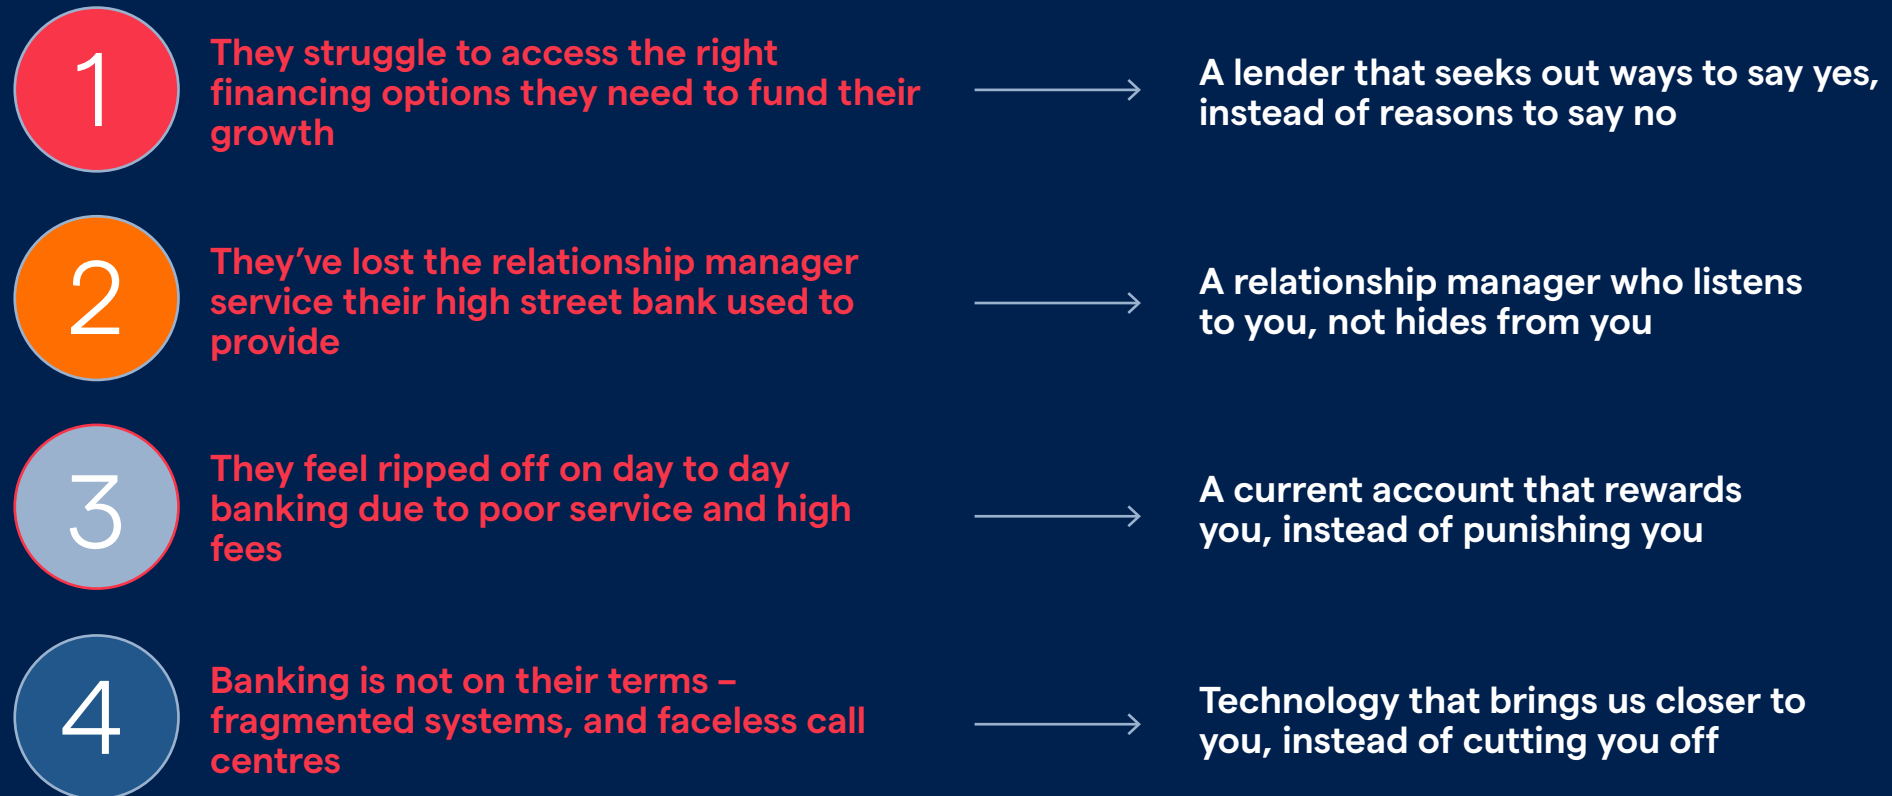 1
They struggle to access the right
financing options they need to fund their
growth
A lender that seeks out ways to say yes,
instead of reasons to say no
2
They’ve lost the relationship manager
service their high street bank used to
provide
A relationship manager who listens
to you, not hides from you
3
They feel ripped off on day to day
banking due to poor service and high
fees
A current account that rewards
you, instead of punishing you
4
Banking is not on their terms –
fragmented systems, and faceless call
centres
Technology that brings us closer to
you, instead of cutting you off